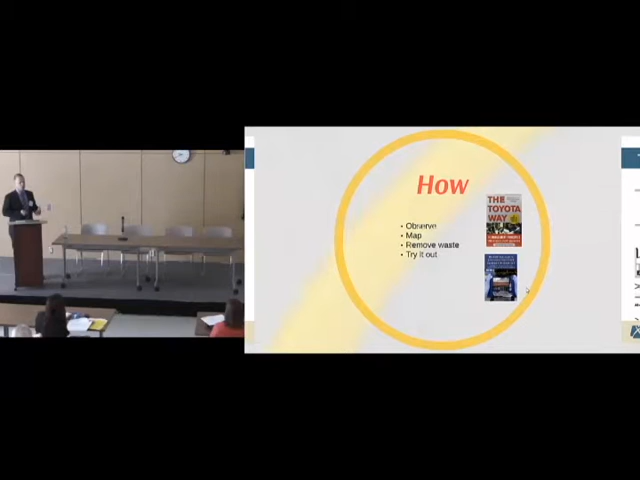 How
• Observe
• Map
• Remove waste
• Try it out
THE
TOYOTA
WAY